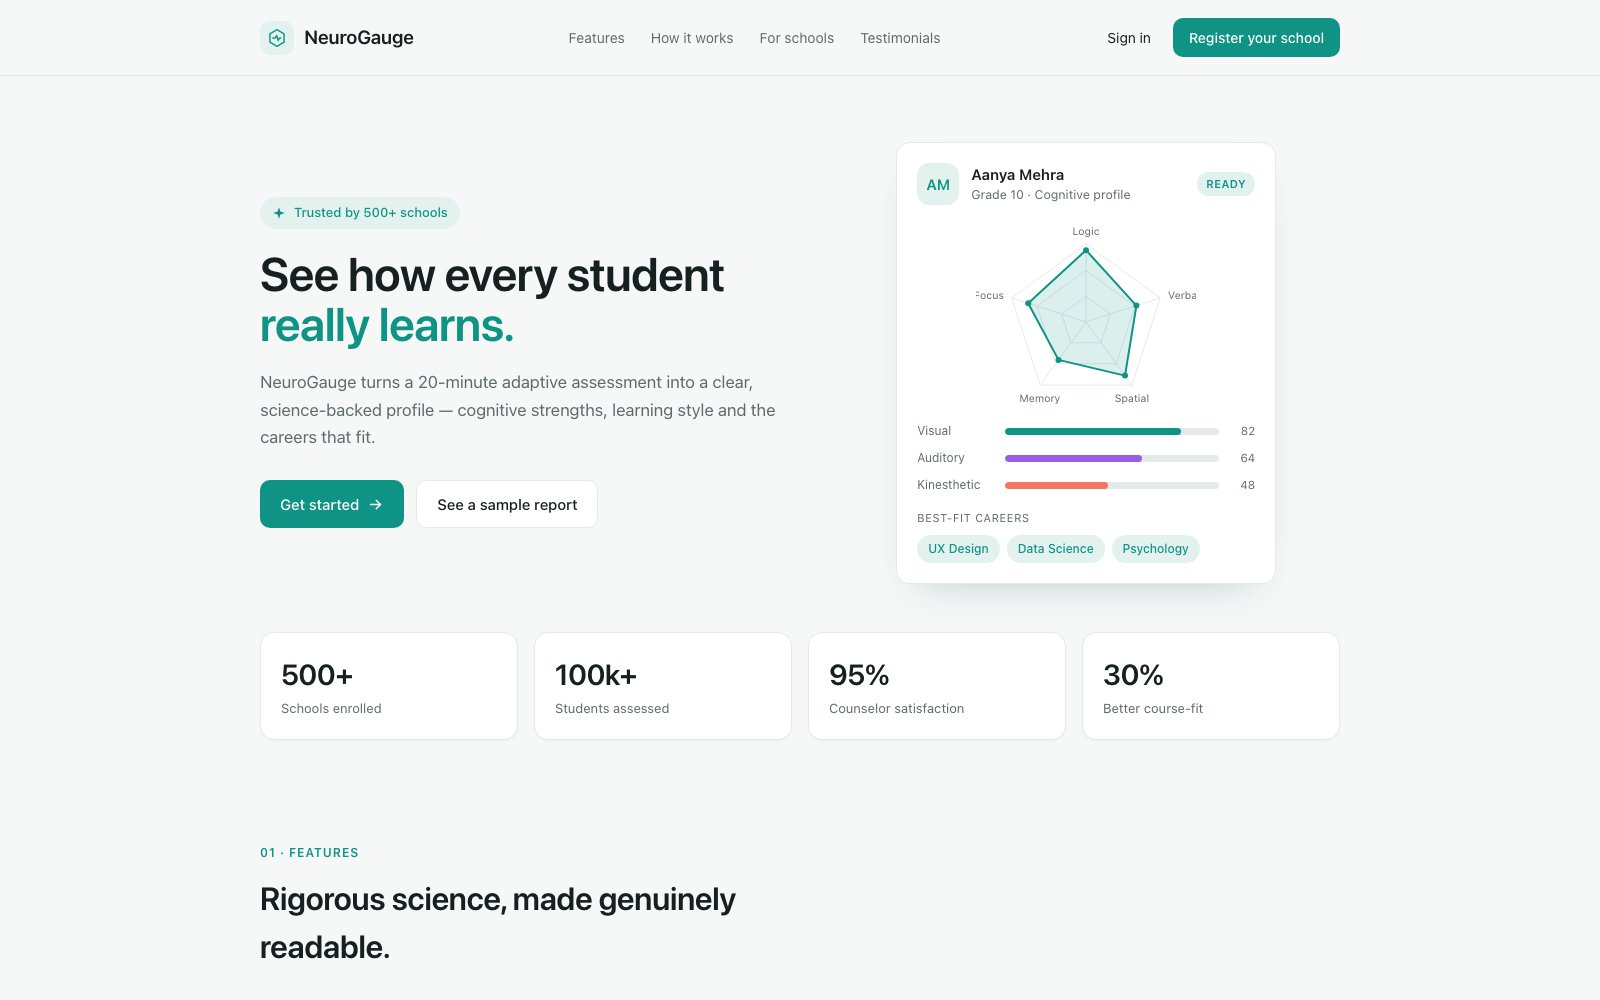 NeuroGauge
Features
How it works
For schools
Testimonials
Sign in
Register your school
Trusted by 500+ schools
See how every student
really learns.
NeuroGauge turns a 20-minute adaptive assessment into a clear,
science-backed profile — cognitive strengths, learning style and the
careers that fit.
Get started →
See a sample report
AM
Aanya Mehra
Grade 10 · Cognitive profile
READY
Logic
Focus
Verba
Memory
Spatial
Visual 82
Auditory 64
Kinesthetic 48
BEST-FIT CAREERS
UX Design
Data Science
Psychology
500+
Schools enrolled
100k+
Students assessed
95%
Counselor satisfaction
30%
Better course-fit
01 · FEATURES
Rigorous science, made genuinely
readable.